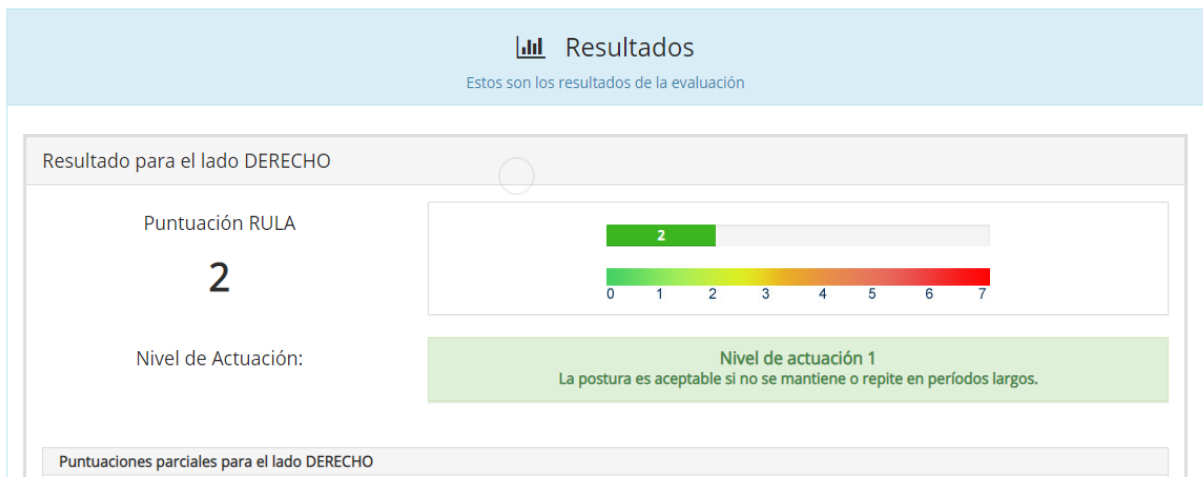 Resultados
Estos son los resultados de la evaluación
Resultado para el lado DERECHO
Puntuación RULA
2
2
0 1 2 3 4 5 6 7
Nivel de Actuación:
Nivel de actuación 1
La postura es aceptable si no se mantiene o repite en períodos largos.
Puntuaciones parciales para el lado DERECHO